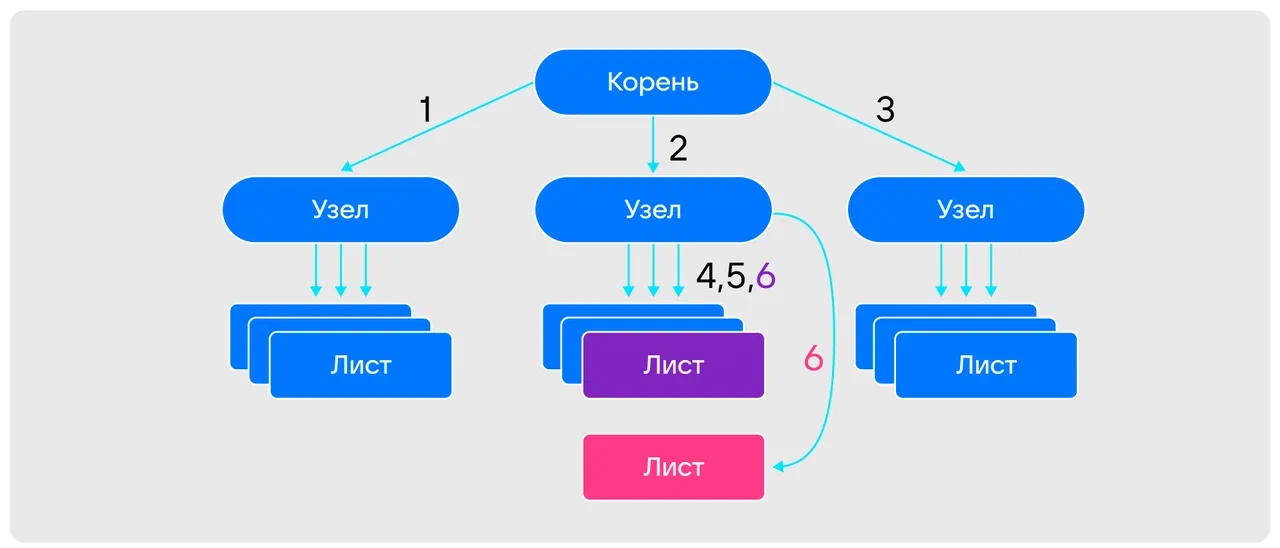 Корень
1
2
3
Узел
Узел
Узел
4,5,6
Лист
Лист
Лист
6
Лист